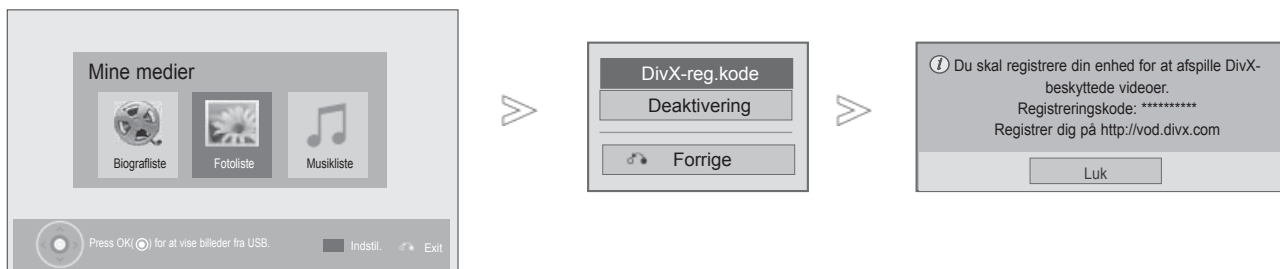 Mine medier
Biografliste
Fotoliste
Musikliste
Press OK(◉) for at vise billeder fra USB.
Indstil.
Exit
DivX-reg.kode
Deaktivering
Forrige
Du skal registrere din enhed for at afspille DivX-
beskyttede videoer.
Registreringskode: **********
Registrer dig på http://vod.divx.com
Luk